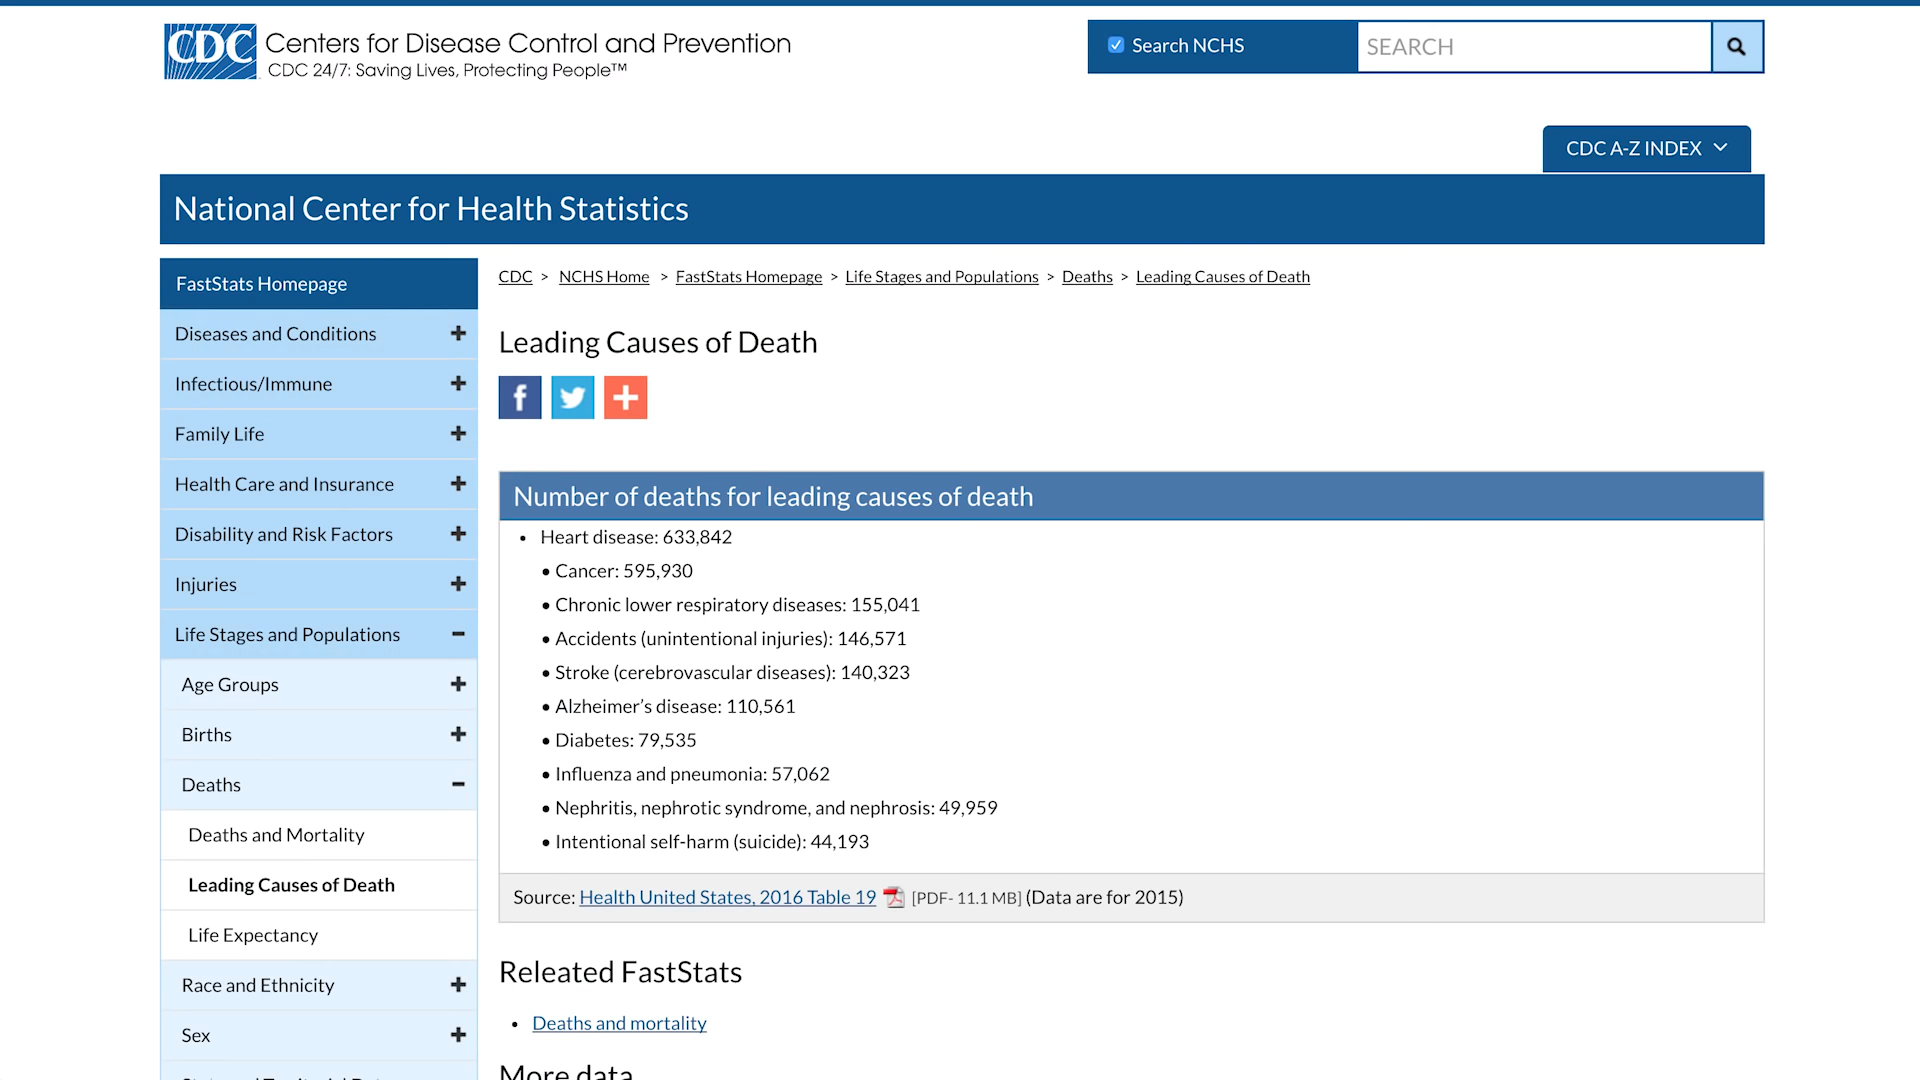 CDC Centers for Disease Control and Prevention
CDC 24/7: Saving Lives, Protecting People™
Search NCHS
SEARCH
CDC A-Z INDEX
National Center for Health Statistics
FastStats Homepage
Diseases and Conditions
Infectious/Immune
Family Life
Health Care and Insurance
Disability and Risk Factors
Injuries
Life Stages and Populations
Age Groups
Births
Deaths
Deaths and Mortality
Leading Causes of Death
Life Expectancy
Race and Ethnicity
Sex
CDC > NCHS Home > FastStats Homepage > Life Stages and Populations > Deaths > Leading Causes of Death
Leading Causes of Death
Number of deaths for leading causes of death
• Heart disease: 633,842
• Cancer: 595,930
• Chronic lower respiratory diseases: 155,041
• Accidents (unintentional injuries): 146,571
• Stroke (cerebrovascular diseases): 140,323
• Alzheimer’s disease: 110,561
• Diabetes: 79,535
• Influenza and pneumonia: 57,062
• Nephritis, nephrotic syndrome, and nephrosis: 49,959
• Intentional self-harm (suicide): 44,193
Source: Health United States, 2016 Table 19 [PDF- 11.1 MB] (Data are for 2015)
Releated FastStats
• Deaths and mortality
More data